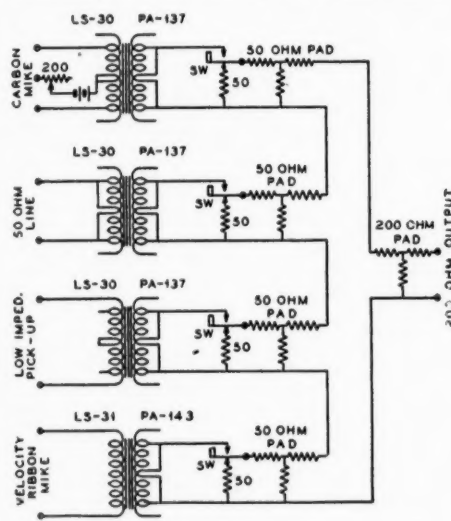 LS-30 PA-137
CARBON MIKE
200
SW
50
50 OHM PAD
LS-30 PA-137
50 OHM LINE
SW
50
50 OHM PAD
200 OHM PAD
200 OHM OUTPUT
LS-30 PA-137
LOW IMPED. PICK-UP
SW
50
50 OHM PAD
LS-31 PA-143
VELOCITY RIBBON MIKE
SW
50
50 OHM PAD